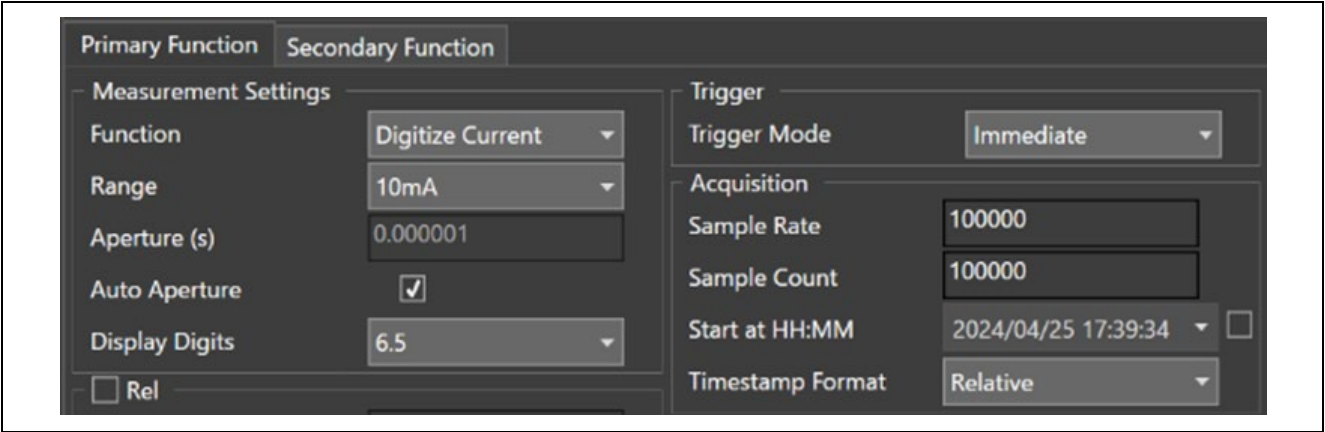 Primary Function Secondary Function
Measurement Settings
Function Digitize Current
Range 10mA
Aperture (s) 0.000001
Auto Aperture
Display Digits 6.5
Rel
Trigger
Trigger Mode Immediate
Acquisition
Sample Rate 100000
Sample Count 100000
Start at HH:MM 2024/04/25 17:39:34
Timestamp Format Relative